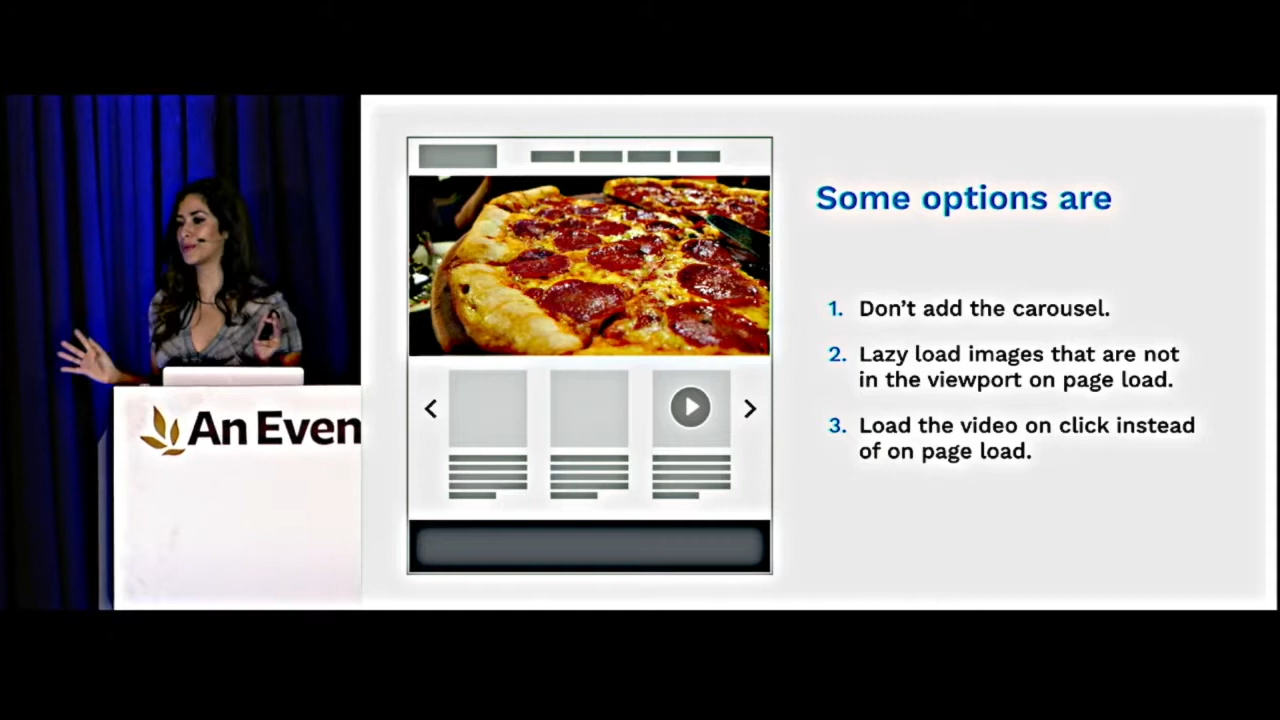 An Even
Some options are
1. Don't add the carousel.
2. Lazy load images that are not
in the viewport on page load.
3. Load the video on click instead
of on page load.